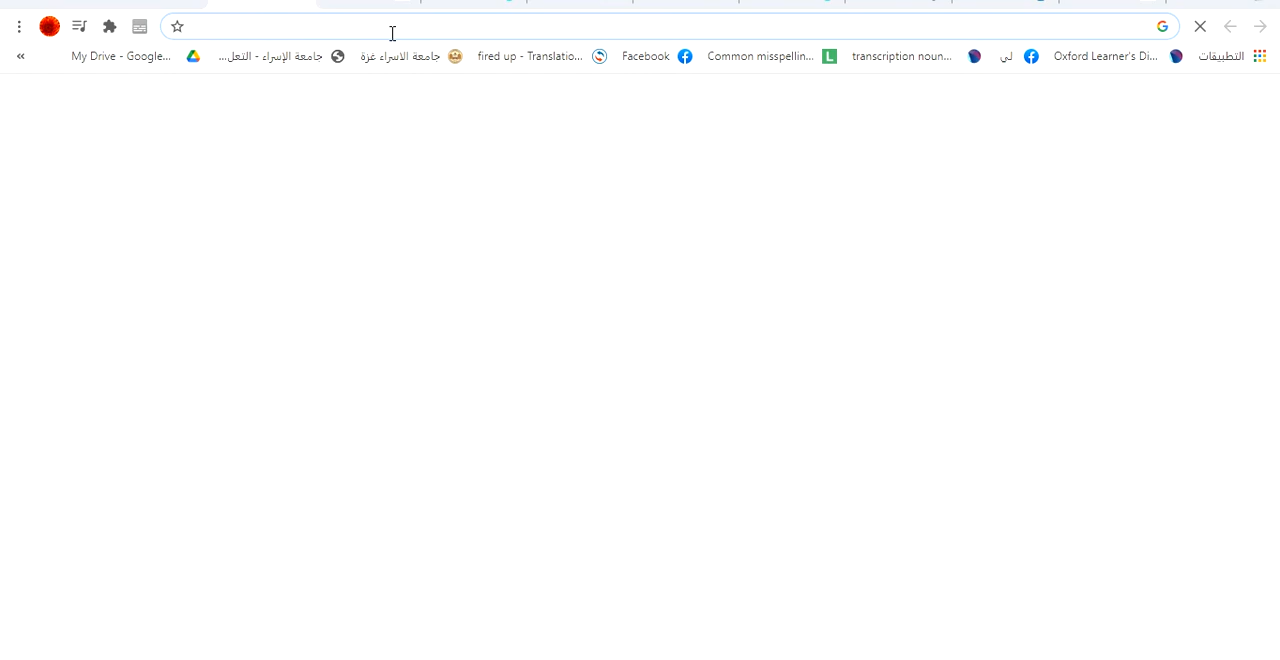 التطبيقات Oxford Learner's Di... لي transcription noun... Common misspellin... Facebook fired up - Translatio... جامعة الاسراء غزة جامعة الإسراء - التعل... My Drive - Google... «